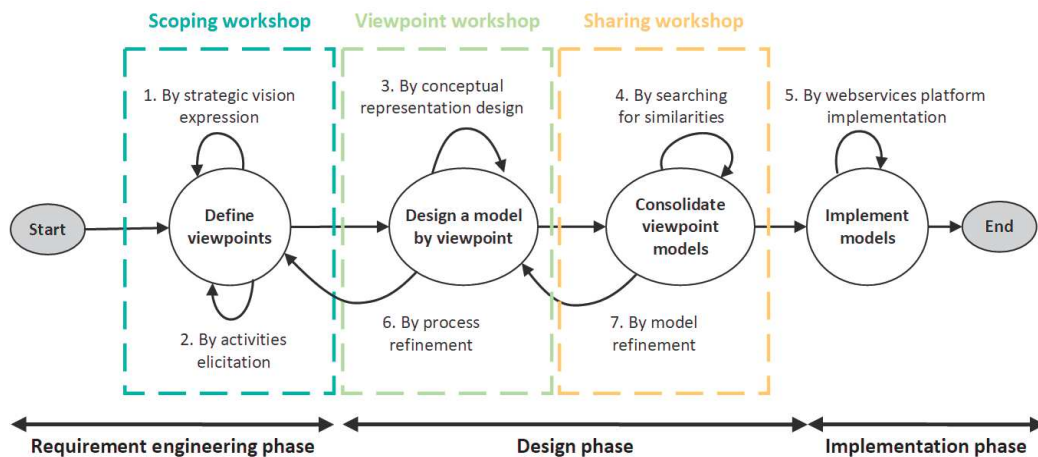 Scoping workshop
Viewpoint workshop
Sharing workshop
1. By strategic vision
expression
3. By conceptual
representation design
4. By searching
for similarities
5. By webservices platform
implementation
Start
Define
viewpoints
Design a model
by viewpoint
Consolidate
viewpoint
models
Implement
models
End
2. By activities
elicitation
6. By process
refinement
7. By model
refinement
Requirement engineering phase
Design phase
Implementation phase